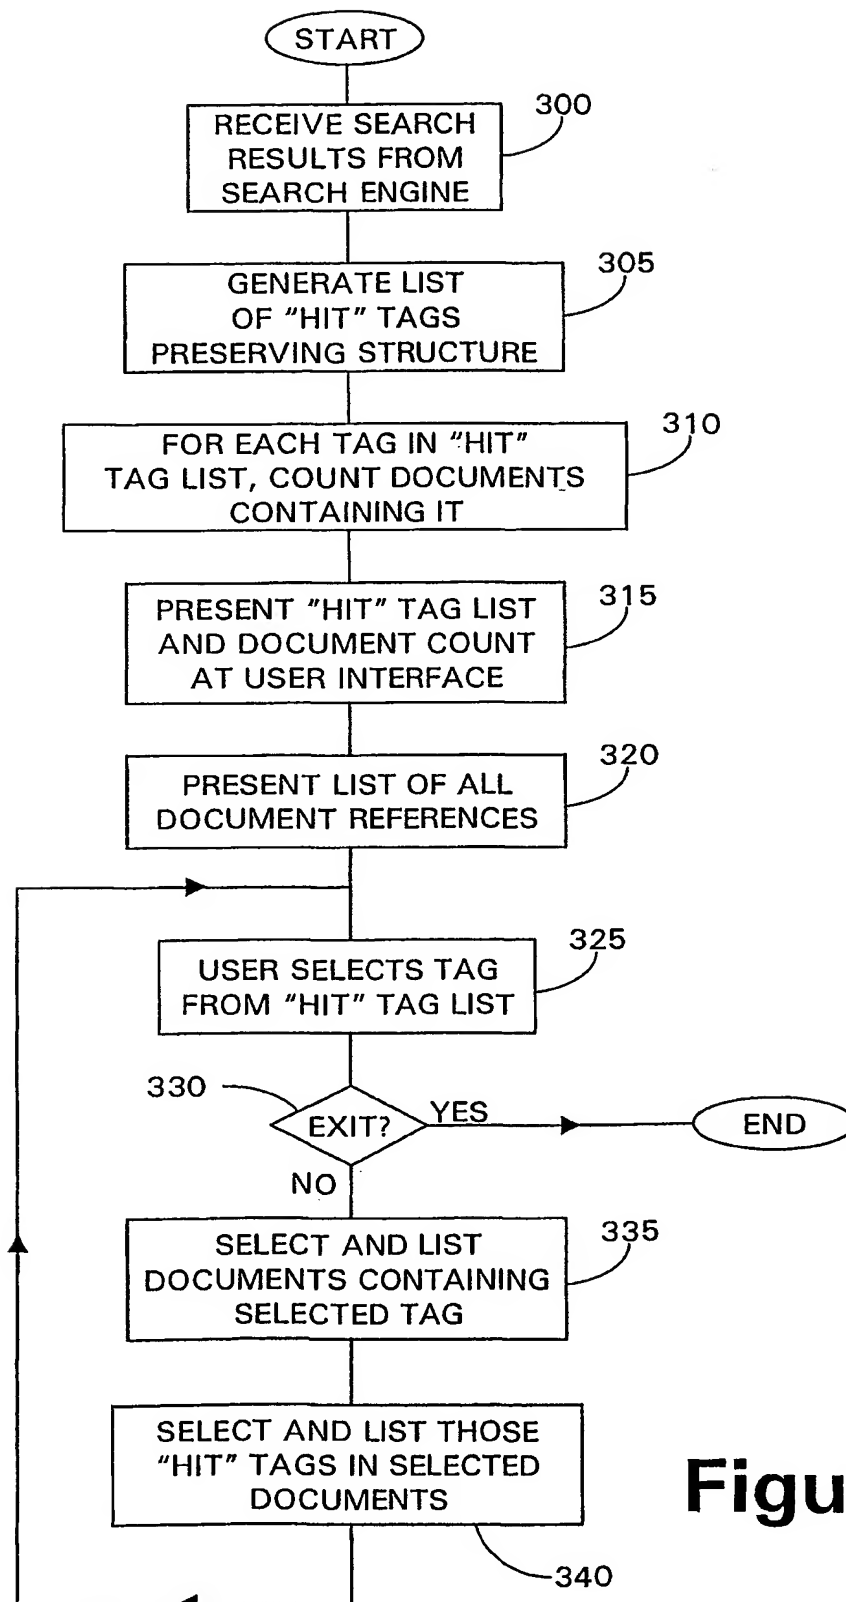 START
300
RECEIVE SEARCH
RESULTS FROM
SEARCH ENGINE
305
GENERATE LIST
OF "HIT" TAGS
PRESERVING STRUCTURE
310
FOR EACH TAG IN "HIT"
TAG LIST, COUNT DOCUMENTS
CONTAINING IT
315
PRESENT "HIT" TAG LIST
AND DOCUMENT COUNT
AT USER INTERFACE
320
PRESENT LIST OF ALL
DOCUMENT REFERENCES
325
USER SELECTS TAG
FROM "HIT" TAG LIST
330
EXIT?
YES
END
NO
335
SELECT AND LIST
DOCUMENTS CONTAINING
SELECTED TAG
SELECT AND LIST THOSE
"HIT" TAGS IN SELECTED
DOCUMENTS
Figu
340